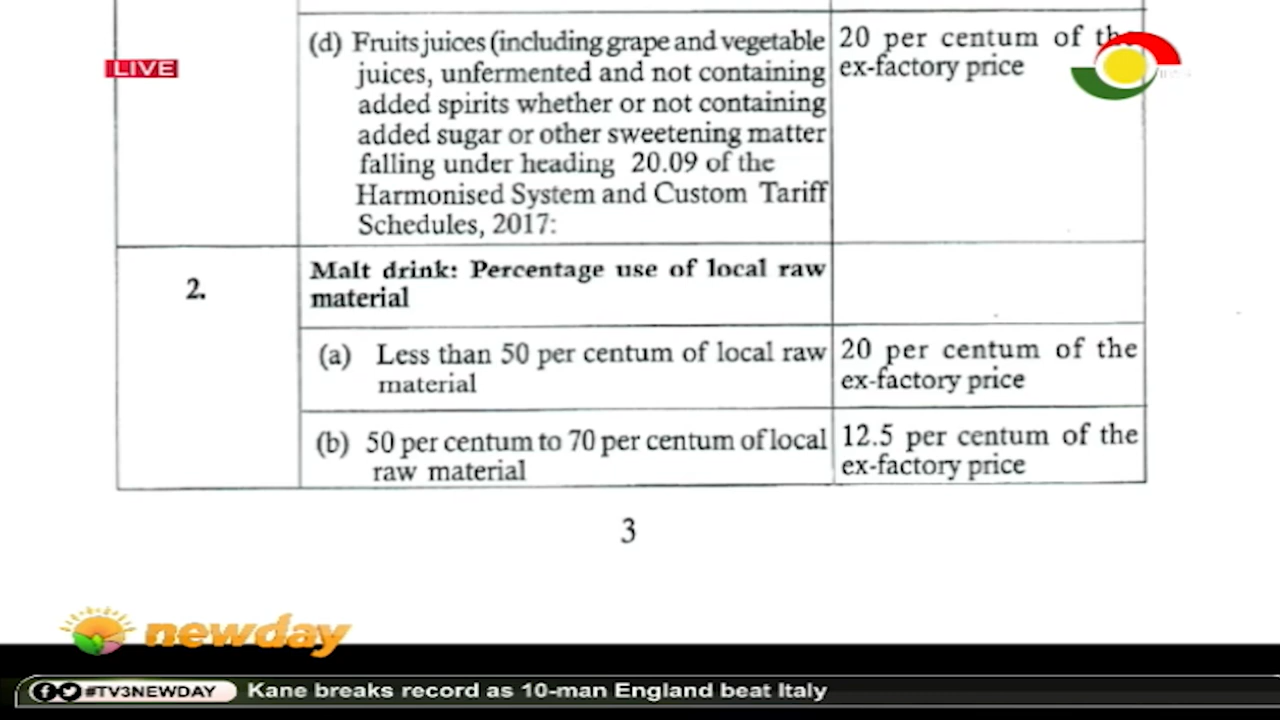 LIVE
(d) Fruits juices (including grape and vegetable
juices, unfermented and not containing
added spirits whether or not containing
added sugar or other sweetening matter
falling under heading 20.09 of the
Harmonised System and Custom Tariff
Schedules, 2017:
20 per centum of the
ex-factory price
2.
Malt drink: Percentage use of local raw
material
(a) Less than 50 per centum of local raw
material
20 per centum of the
ex-factory price
(b) 50 per centum to 70 per centum of local
raw material
12.5 per centum of the
ex-factory price
3
newday
#TV3NEWDAY
Kane breaks record as 10-man England beat Italy